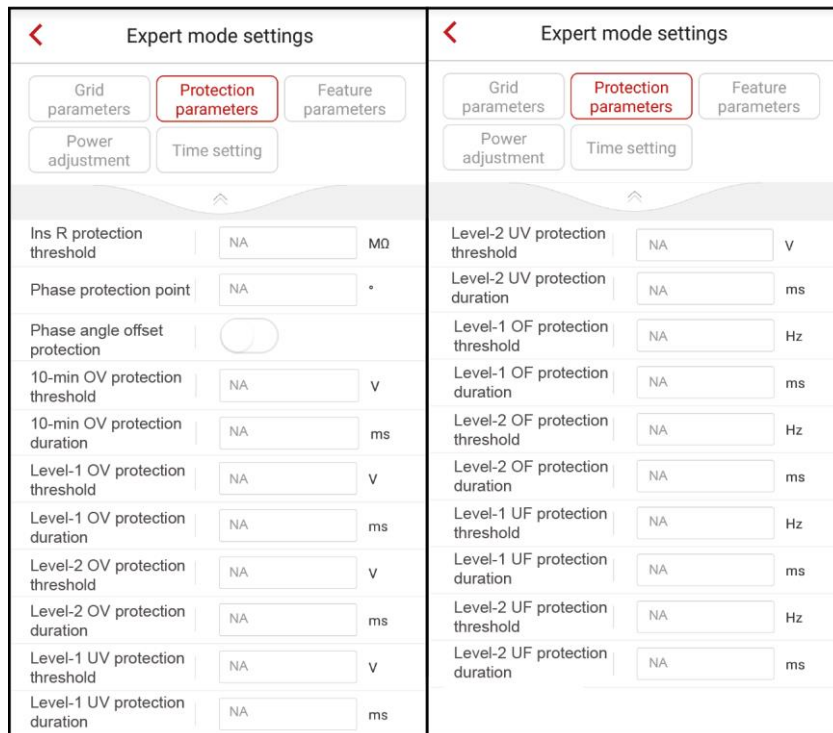 Expert mode settings
Grid
parameters
Protection
parameters
Feature
parameters
Power
adjustment
Time setting
Ins R protection
threshold
NA
MΩ
Phase protection point
NA
°
Phase angle offset
protection
10-min OV protection
threshold
NA
V
10-min OV protection
duration
NA
ms
Level-1 OV protection
threshold
NA
V
Level-1 OV protection
duration
NA
ms
Level-2 OV protection
threshold
NA
V
Level-2 OV protection
duration
NA
ms
Level-1 UV protection
threshold
NA
V
Level-1 UV protection
duration
NA
ms
Expert mode settings
Grid
parameters
Protection
parameters
Feature
parameters
Power
adjustment
Time setting
Level-2 UV protection
threshold
NA
V
Level-2 UV protection
duration
NA
ms
Level-1 OF protection
threshold
NA
Hz
Level-1 OF protection
duration
NA
ms
Level-2 OF protection
threshold
NA
Hz
Level-2 OF protection
duration
NA
ms
Level-1 UF protection
threshold
NA
Hz
Level-1 UF protection
duration
NA
ms
Level-2 UF protection
threshold
NA
Hz
Level-2 UF protection
duration
NA
ms